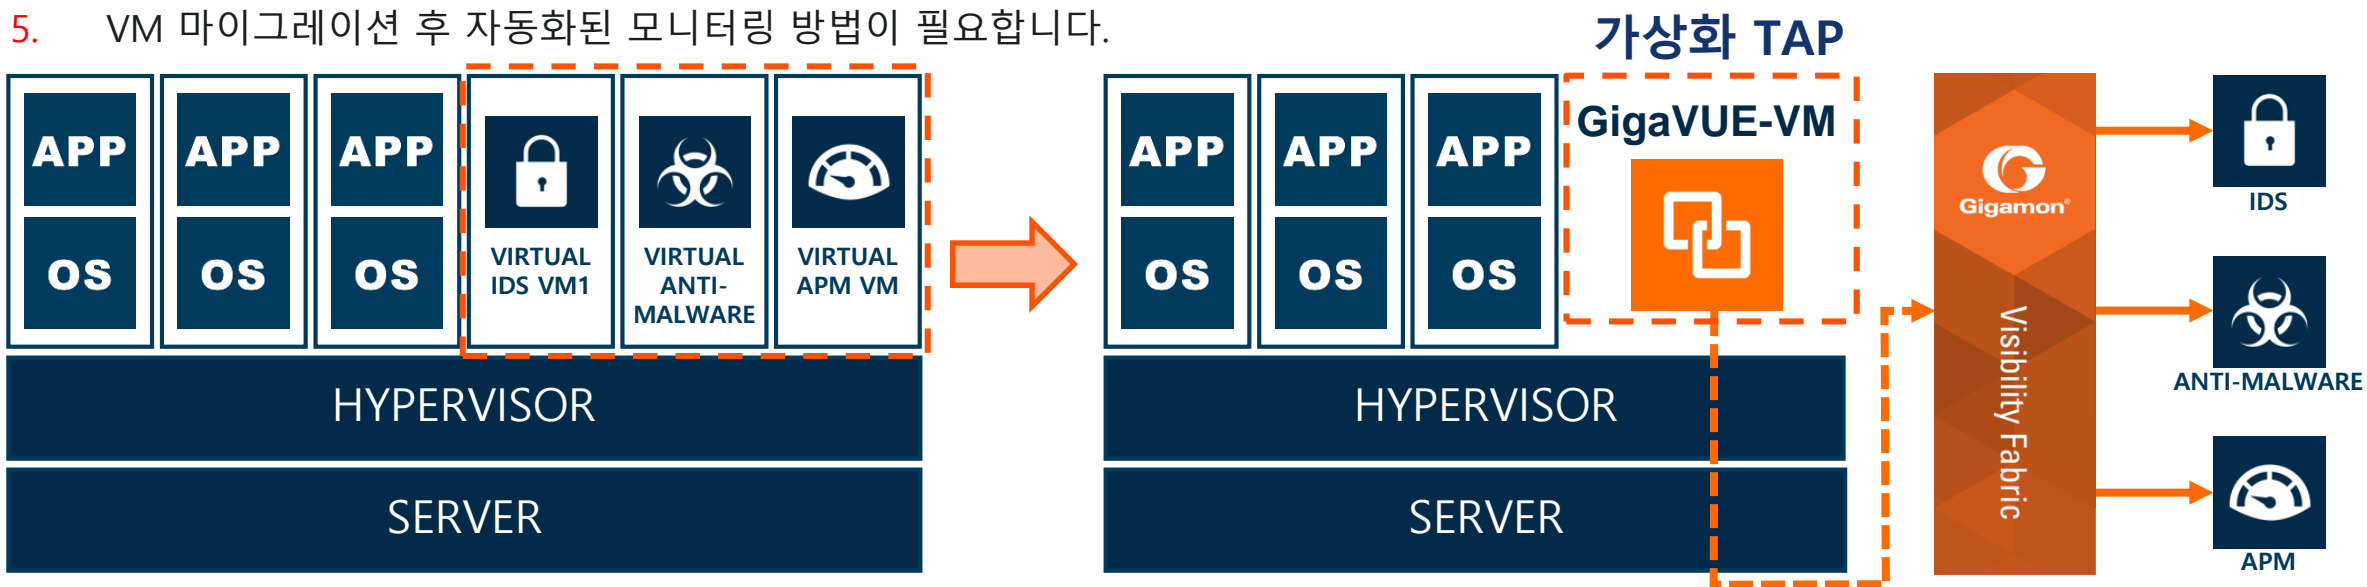 5. VM 마이그레이션 후 자동화된 모니터링 방법이 필요합니다.
APP APP APP
OS OS OS
VIRTUAL
IDS VM1
VIRTUAL
ANTI-
MALWARE
VIRTUAL
APM VM
HYPERVISOR
SERVER
가상화 TAP
GigaVUE-VM
APP APP APP
OS OS OS
HYPERVISOR
SERVER
Gigamon®
Visibility Fabric
IDS
ANTI-MALWARE
APM